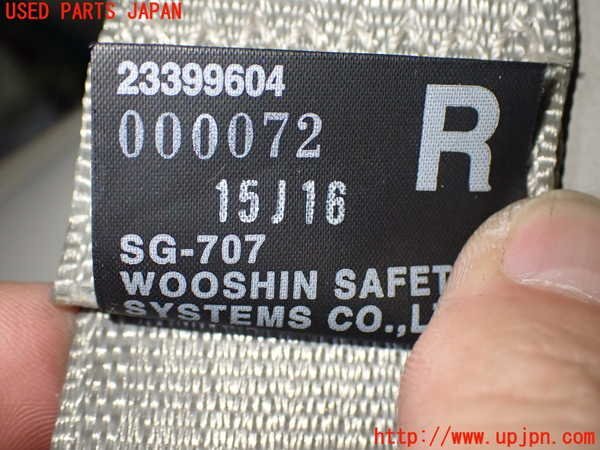 USED PARTS JAPAN
23399604
000072
R
15J16
SG-707
WOOSHIN SAFET
SYSTEMS CO.,L
http://www.upjpn.com